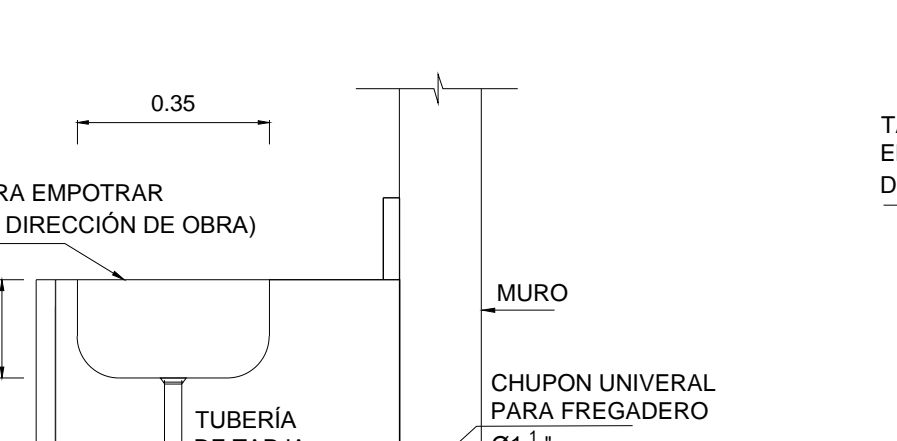 0.35
RA EMPOTRAR
DIRECCIÓN DE OBRA)
MURO
CHUPON UNIVERAL
PARA FREGADERO
TUBERÍA